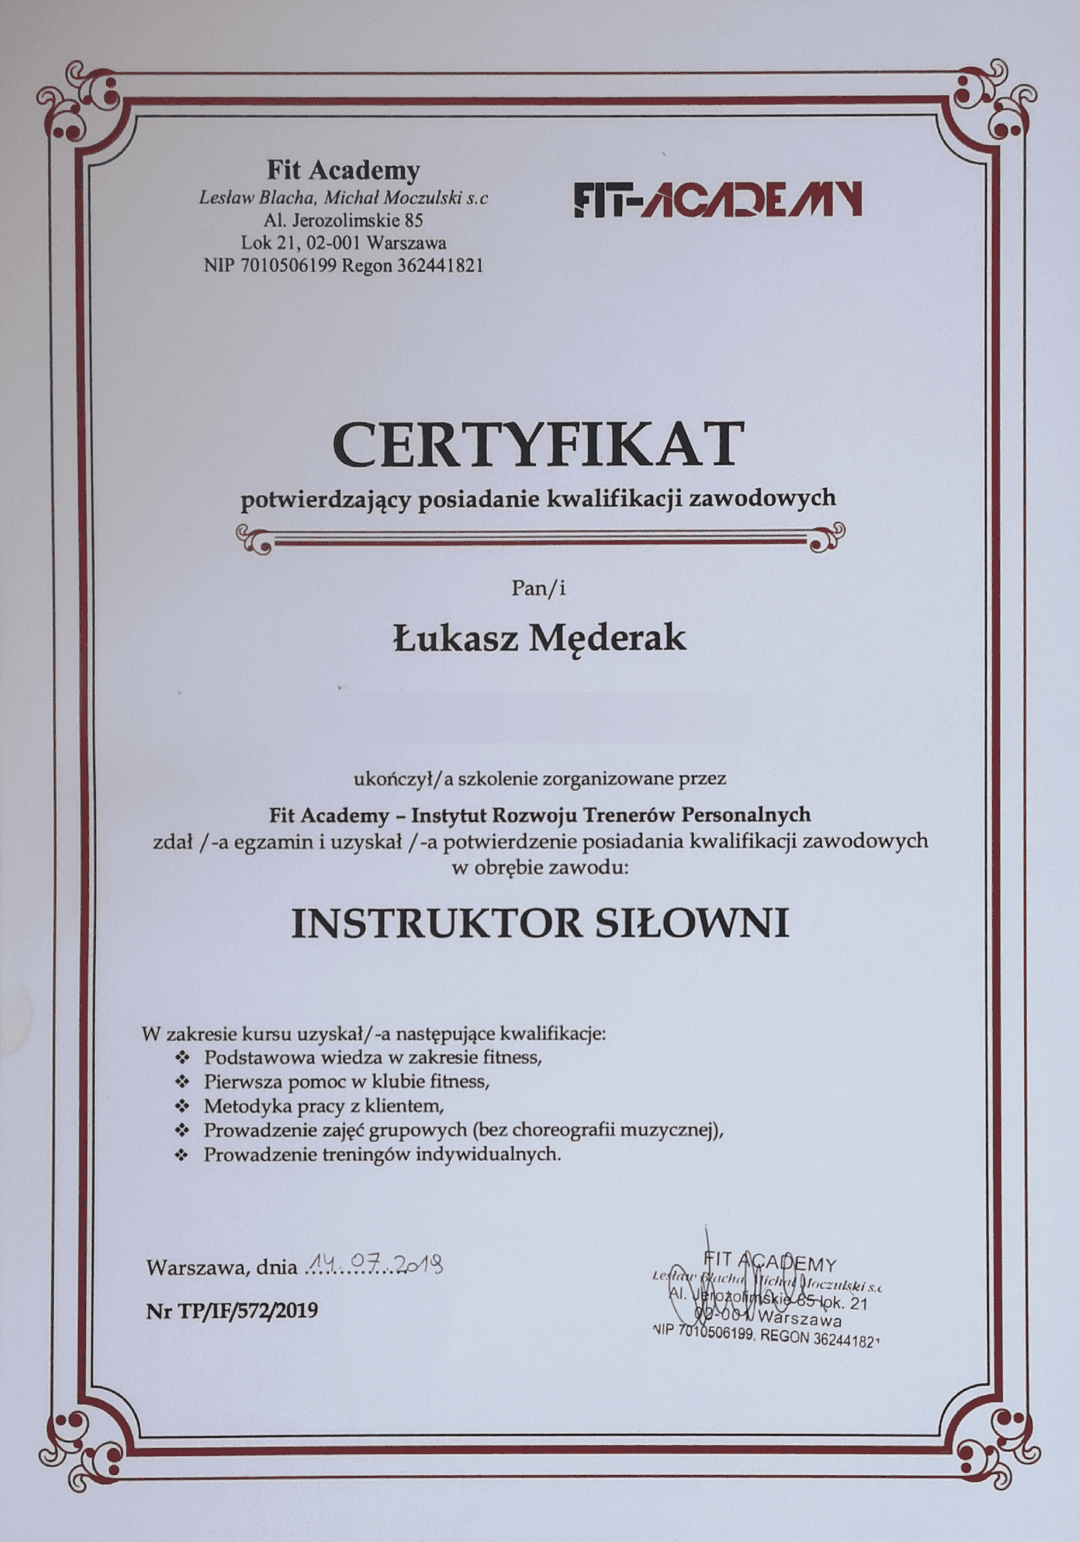 Fit Academy
Lesław Blacha, Michał Moczulski s.c
Al. Jerozolimskie 85
Lok 21, 02-001 Warszawa
NIP 7010506199 Regon 362441821
FIT-ACADEMY
CERTYFIKAT
potwierdzający posiadanie kwalifikacji zawodowych
Pan/i
Łukasz Męderak
ukończył/a szkolenie zorganizowane przez
Fit Academy – Instytut Rozwoju Trenerów Personalnych
zdał /-a egzamin i uzyskał /-a potwierdzenie posiadania kwalifikacji zawodowych
w obrębie zawodu:
INSTRUKTOR SIŁOWNI
W zakresie kursu uzyskał/-a następujące kwalifikacje:
❖ Podstawowa wiedza w zakresie fitness,
❖ Pierwsza pomoc w klubie fitness,
❖ Metodyka pracy z klientem,
❖ Prowadzenie zajęć grupowych (bez choreografii muzycznej),
❖ Prowadzenie treningów indywidualnych.
Warszawa, dnia 14.07.2019
Nr TP/IF/572/2019
FIT ACADEMY
Lesław Blacha Michał Moczulski s.c
Al. Jerozolimskie 85 lok. 21
02-001 Warszawa
NIP 7010506199, REGON 362441821